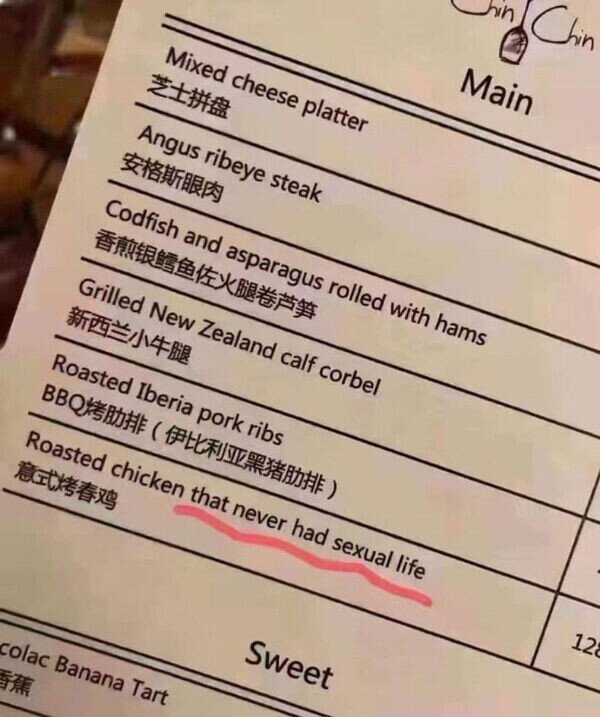 Chin Chin
Main
Mixed cheese platter
芝士拼盘
Angus ribeye steak
安格斯眼肉
Codfish and asparagus rolled with hams
香煎银鳕鱼佐火腿卷芦笋
Grilled New Zealand calf corbel
新西兰小牛腿
Roasted Iberia pork ribs
BBQ烤肋排（伊比利亚黑猪肋排）
Roasted chicken that never had sexual life
意式烤春鸡
128
Sweet
colac Banana Tart
香蕉